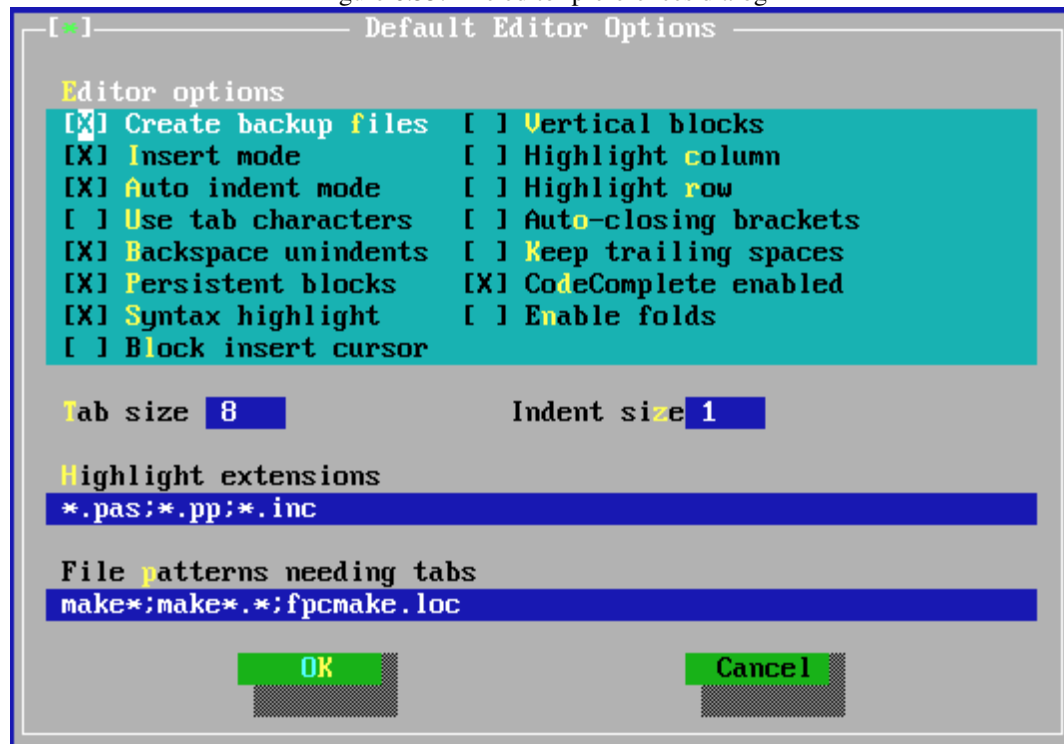 [*] Default Editor Options
Editor options
[X] Create backup files [ ] Vertical blocks
[X] Insert mode [ ] Highlight column
[X] Auto indent mode [ ] Highlight row
[ ] Use tab characters [ ] Auto-closing brackets
[X] Backspace unindents [ ] Keep trailing spaces
[X] Persistent blocks [X] CodeComplete enabled
[X] Syntax highlight [ ] Enable folds
[ ] Block insert cursor
Tab size 8 Indent size 1
Highlight extensions
*.pas;*.pp;*.inc
File patterns needing tabs
make*;make*.*;fpcmake.loc
OK Cancel